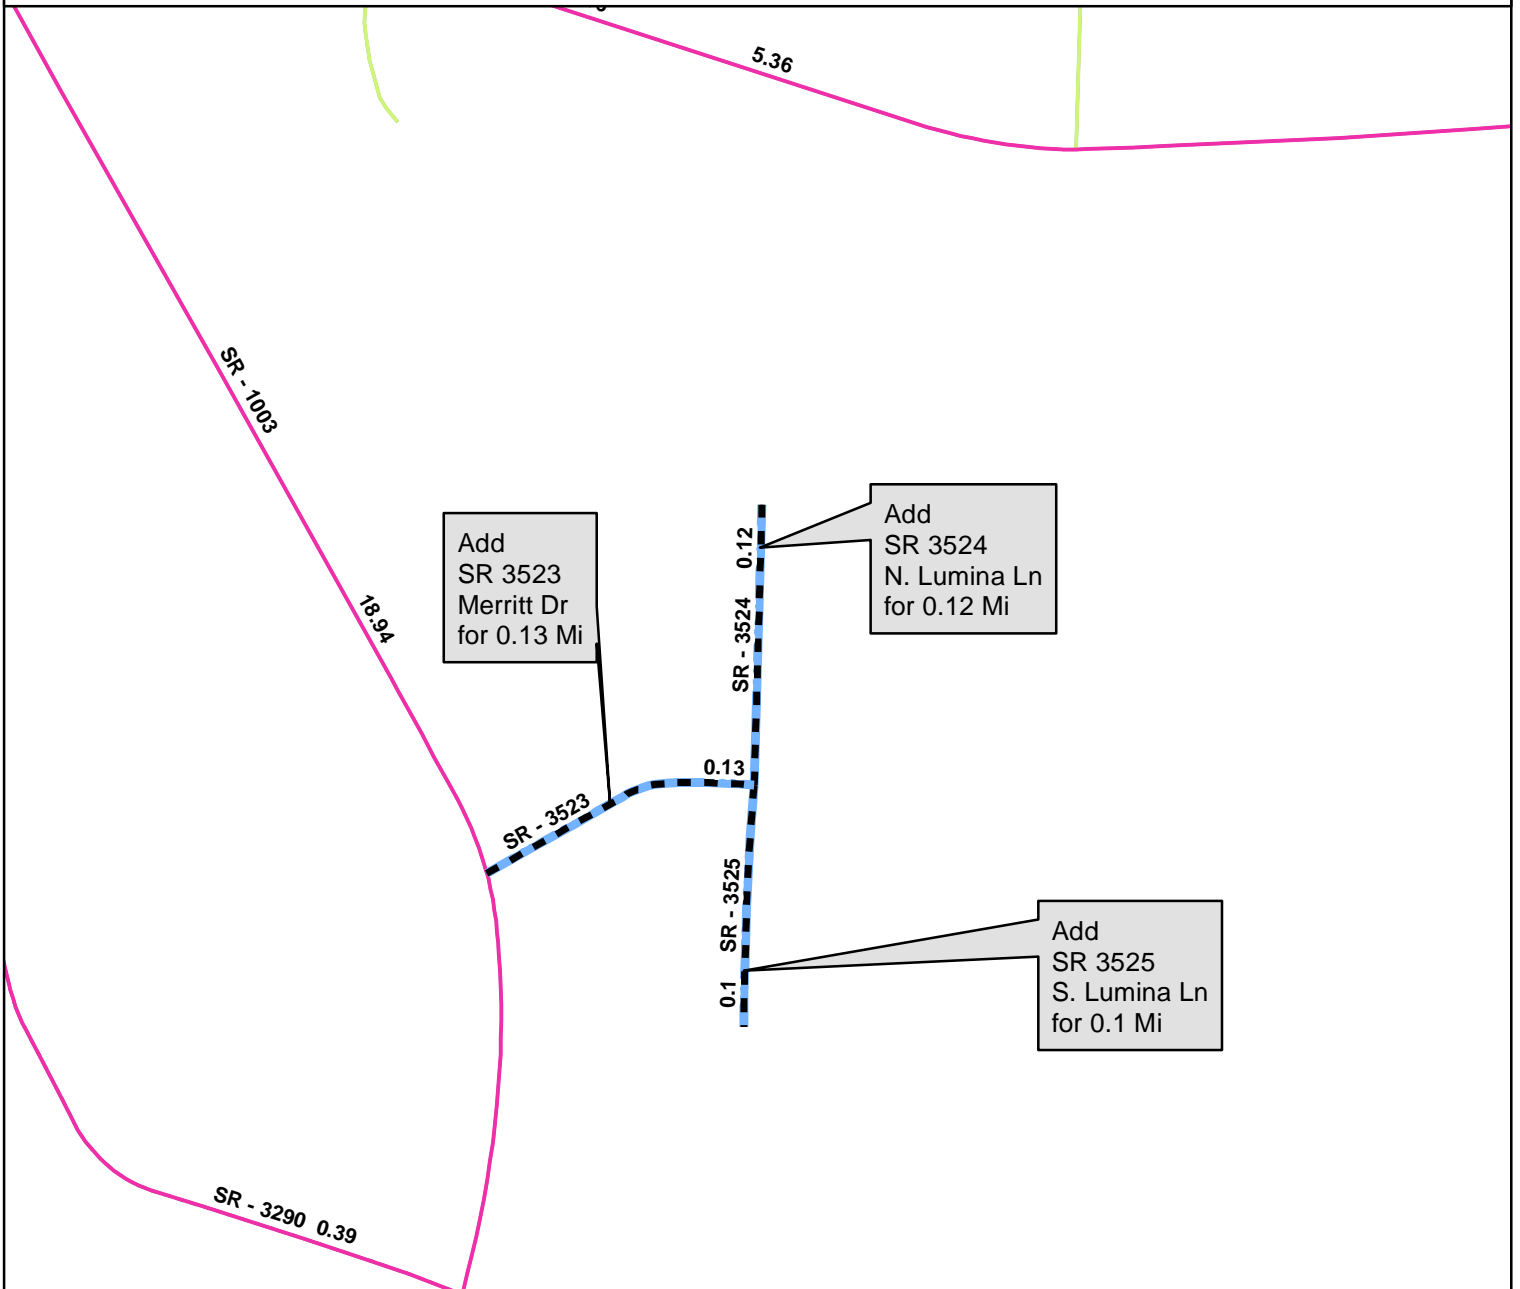 5.36
SR - 1003
18.94
Add
SR 3523
Merritt Dr
for 0.13 Mi
0.12
SR - 3524
Add
SR 3524
N. Lumina Ln
for 0.12 Mi
0.13
SR - 3523
SR - 3525
0.1
Add
SR 3525
S. Lumina Ln
for 0.1 Mi
SR - 3290 0.39